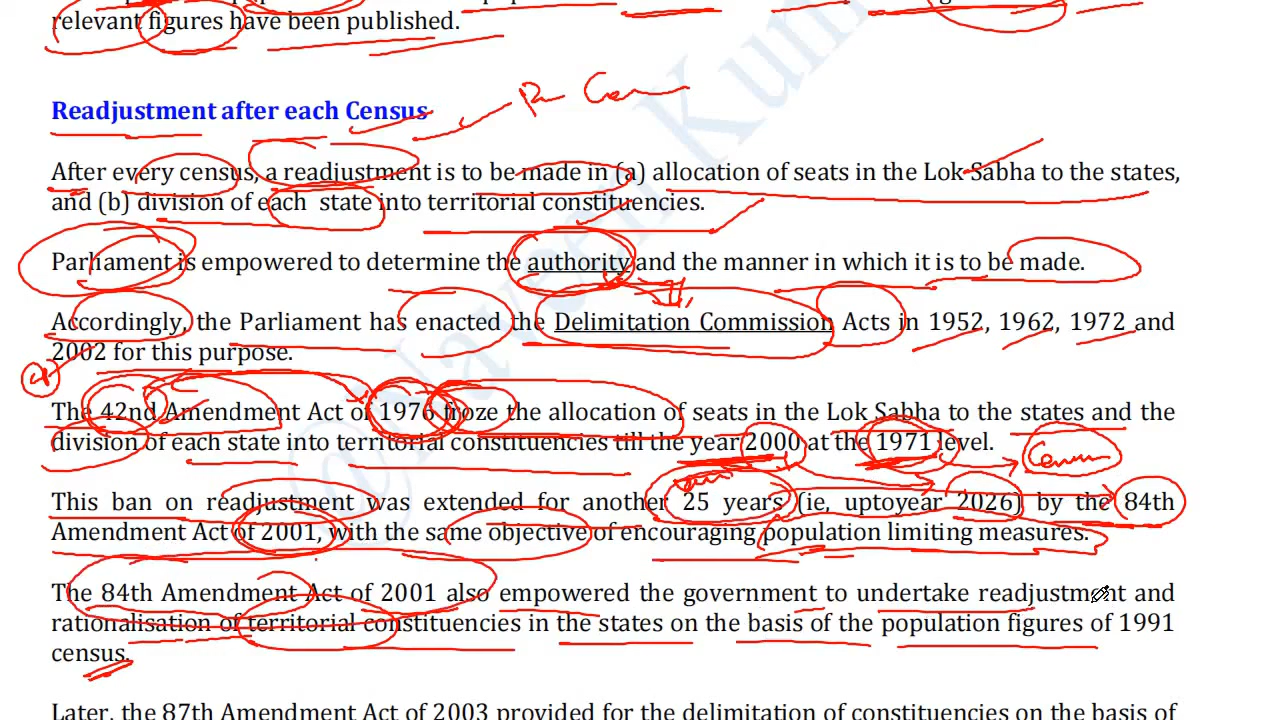 relevant figures have been published.
Readjustment after each Census
After every census, a readjustment is to be made in (a) allocation of seats in the Lok Sabha to the states,
and (b) division of each state into territorial constituencies.
Parliament is empowered to determine the authority and the manner in which it is to be made.
Accordingly, the Parliament has enacted the Delimitation Commission Acts in 1952, 1962, 1972 and
2002 for this purpose.
The 42nd Amendment Act of 1976 froze the allocation of seats in the Lok Sabha to the states and the
division of each state into territorial constituencies till the year 2000 at the 1971 level.
This ban on readjustment was extended for another 25 years (ie, uptoyear 2026) by the 84th
Amendment Act of 2001, with the same objective of encouraging population limiting measures.
The 84th Amendment Act of 2001 also empowered the government to undertake readjustment and
rationalisation of territorial constituencies in the states on the basis of the population figures of 1991
census.
Later, the 87th Amendment Act of 2003 provided for the delimitation of constituencies on the basis of